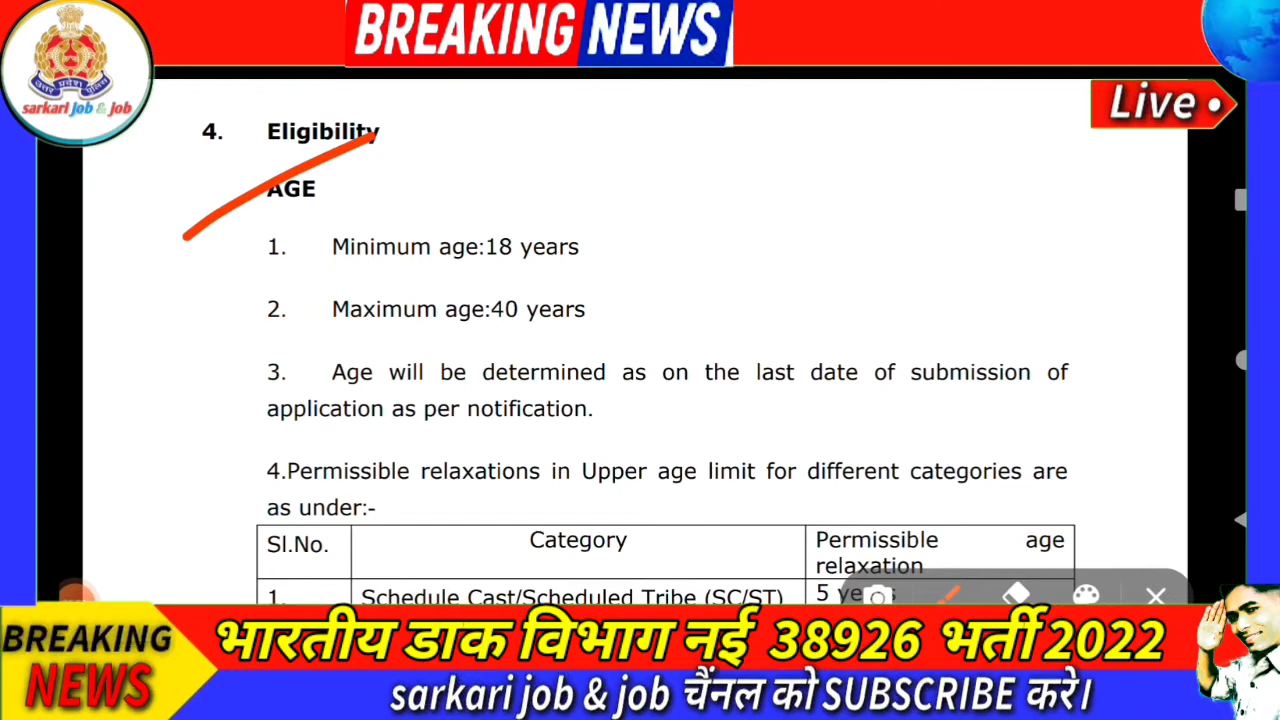 BREAKING NEWS
उत्तर प्रदेश पुलिस
sarkari job & job
Live
4. Eligibility
AGE
1. Minimum age:18 years
2. Maximum age:40 years
3. Age will be determined as on the last date of submission of
application as per notification.
4.Permissible relaxations in Upper age limit for different categories are
as under:-
Sl.No. Category Permissible age
relaxation
1. Schedule Cast/Scheduled Tribe (SC/ST) 5 years
BREAKING
NEWS
भारतीय डाक विभाग नई 38926 भर्ती 2022
sarkari job & job चैंनल को SUBSCRIBE करे।